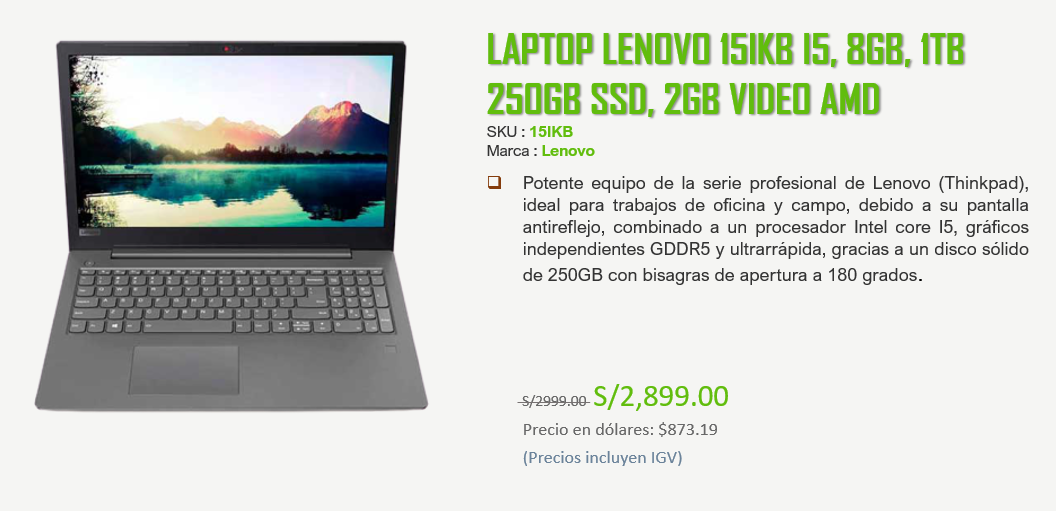 LAPTOP LENOVO 15IKB I5, 8GB, 1TB
250GB SSD, 2GB VIDEO AMD
SKU : 15IKB
Marca : Lenovo
Potente equipo de la serie profesional de Lenovo (Thinkpad),
ideal para trabajos de oficina y campo, debido a su pantalla
antireflejo, combinado a un procesador Intel core I5, gráficos
independientes GDDR5 y ultrarrápida, gracias a un disco sólido
de 250GB con bisagras de apertura a 180 grados.
S/2999.00 S/2,899.00
Precio en dólares: $873.19
(Precios incluyen IGV)